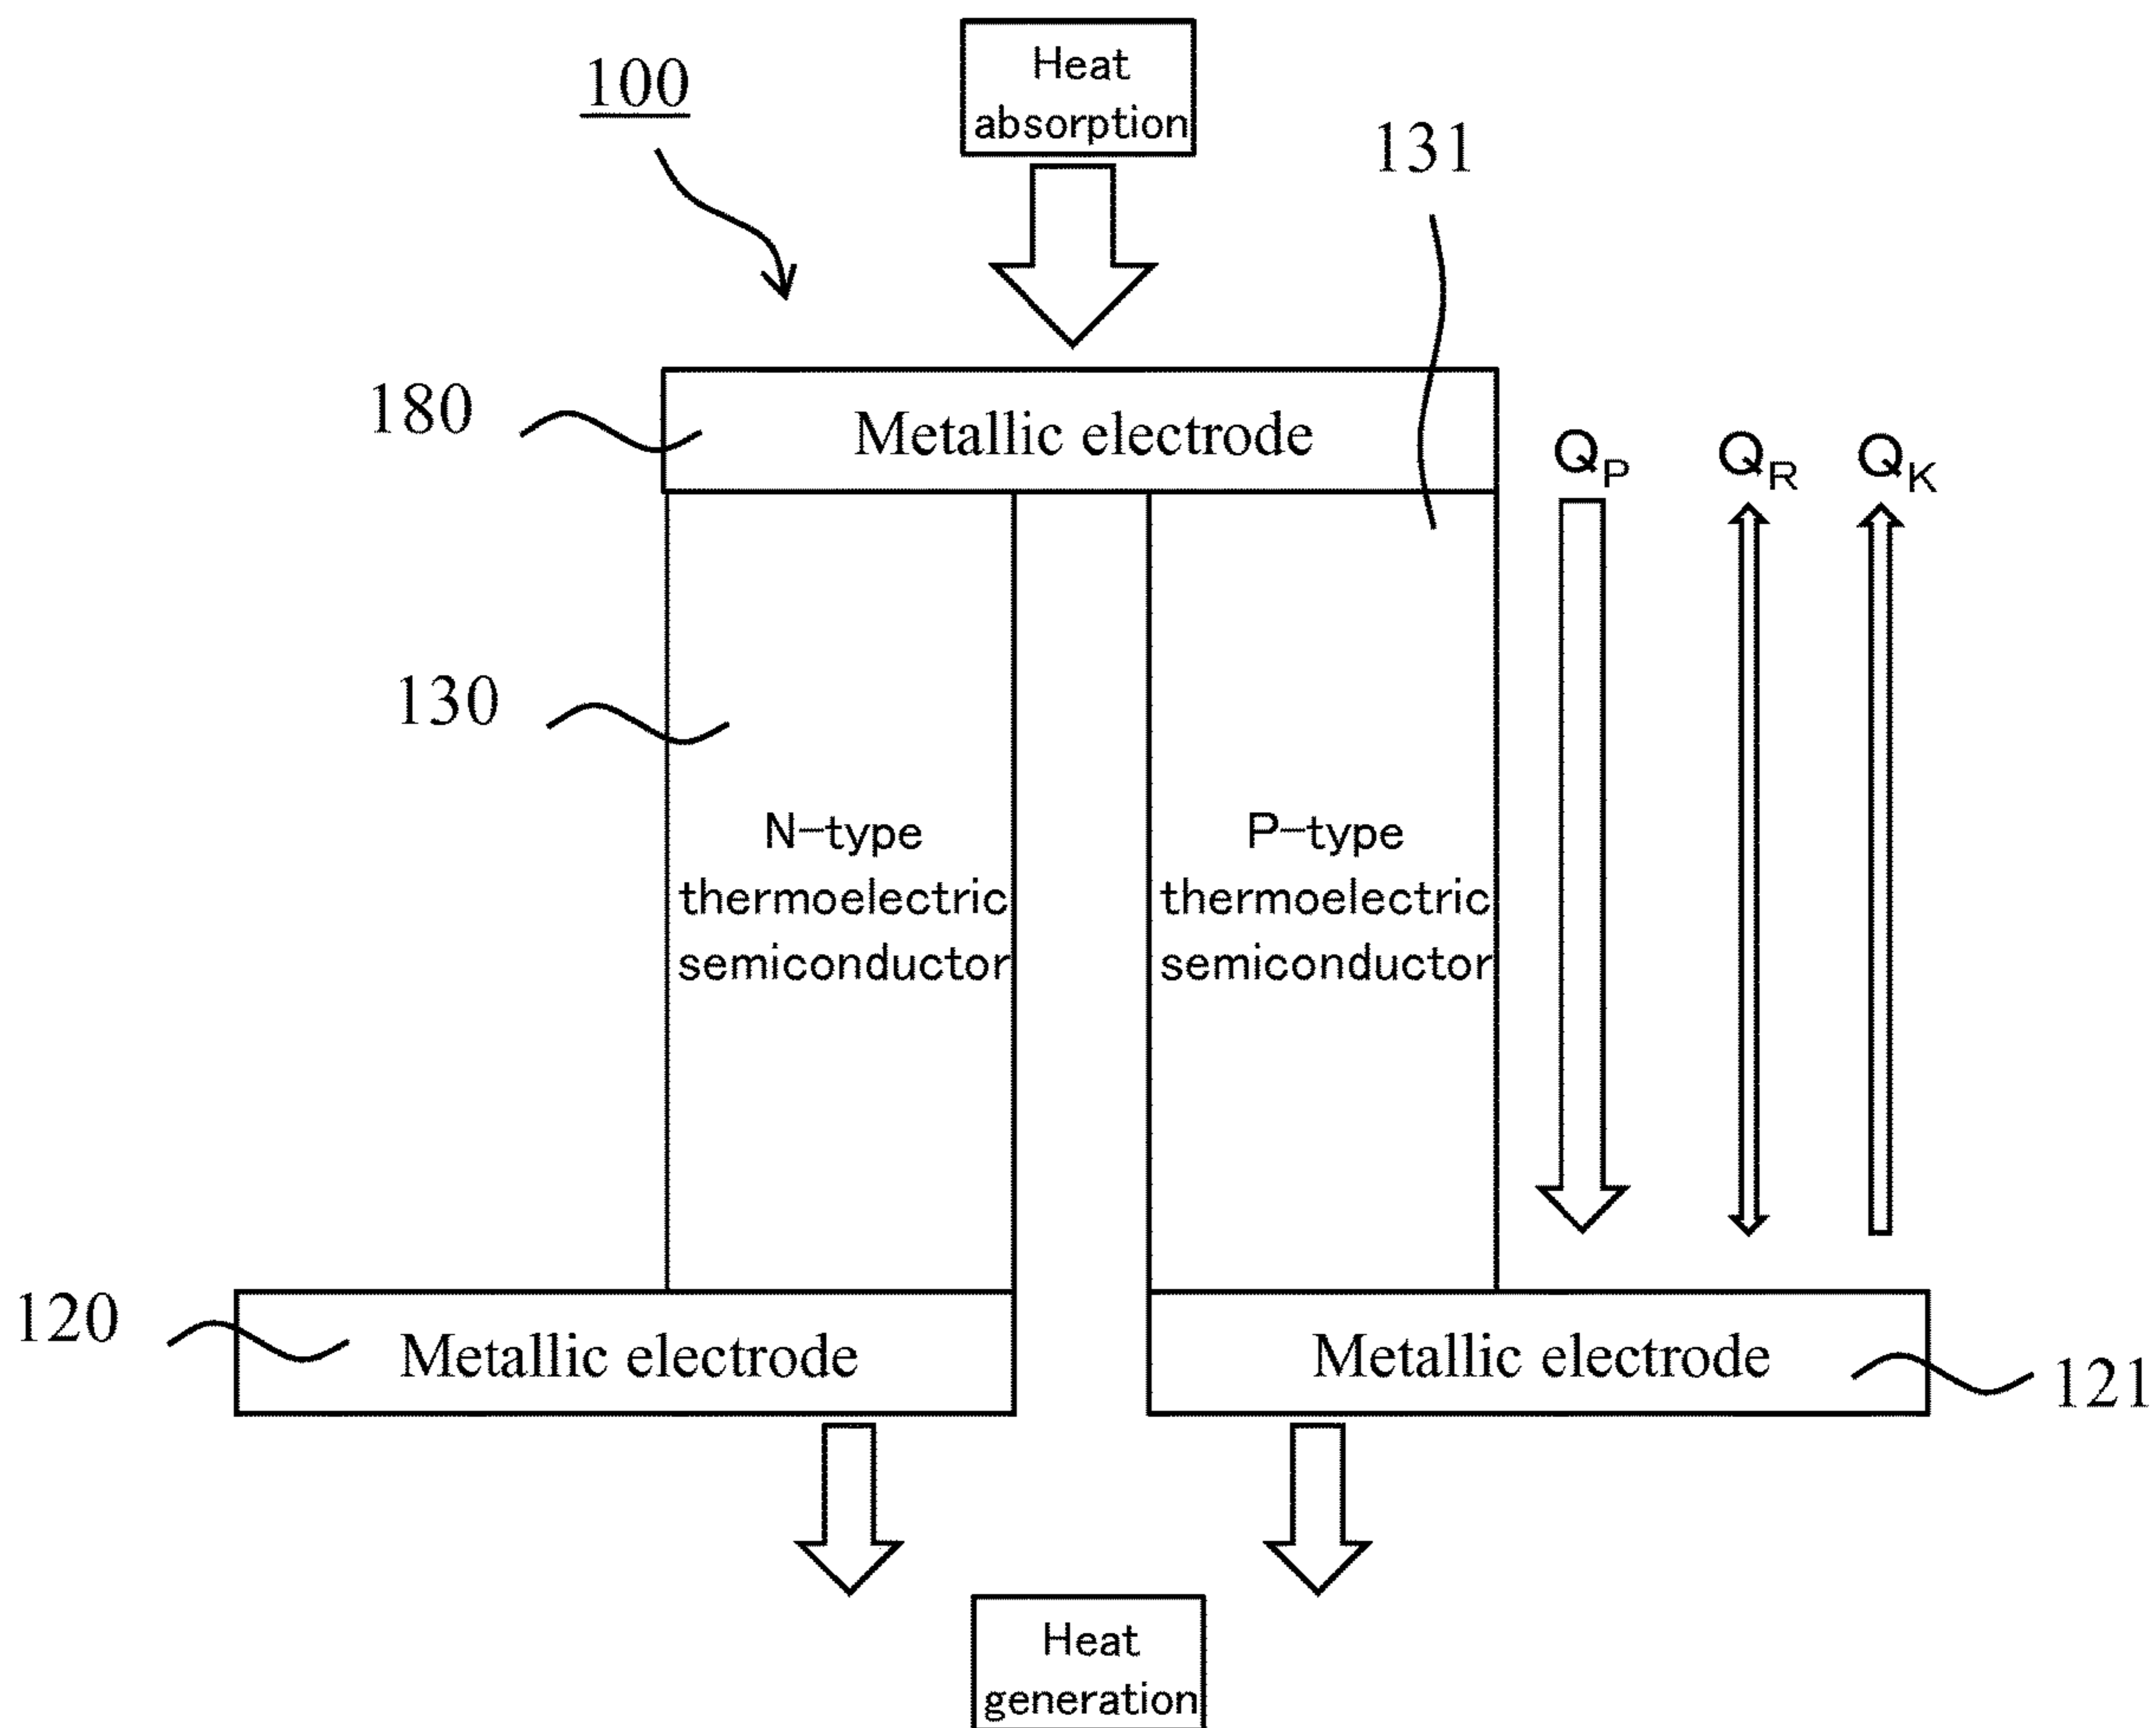 Heat
absorption
100
131
180
Metallic electrode
QP
QR
QK
130
N-type
thermoelectric
semiconductor
P-type
thermoelectric
semiconductor
120
Metallic electrode
Metallic electrode
121
Heat
generation